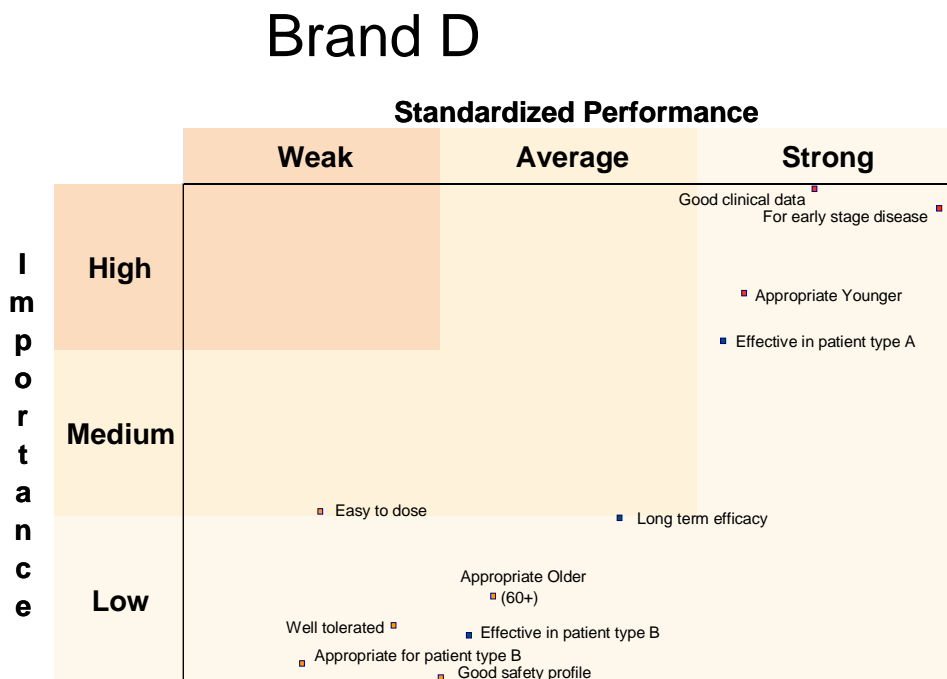 Brand D
Standardized Performance
Weak
Average
Strong
Importance
High
Medium
Low
Good clinical data
For early stage disease
Appropriate Younger
Effective in patient type A
Easy to dose
Long term efficacy
Appropriate Older
(60+)
Well tolerated
Effective in patient type B
Appropriate for patient type B
Good safety profile